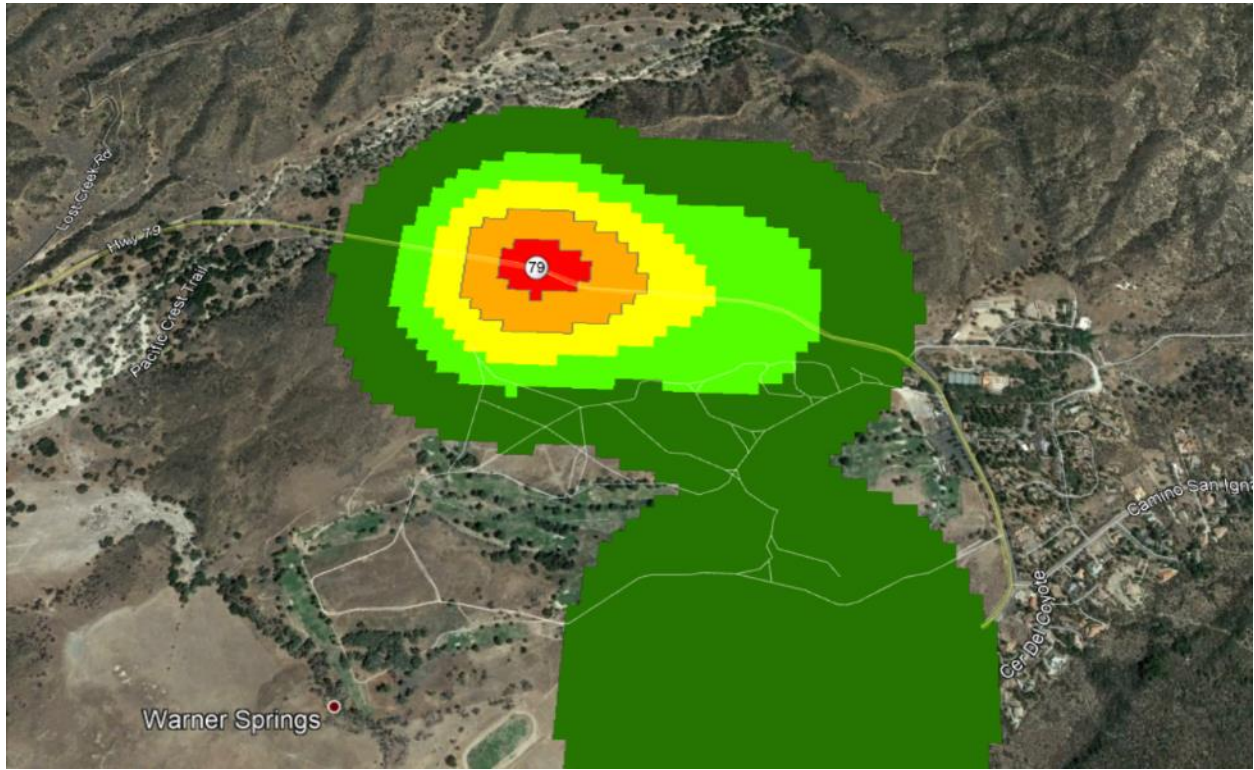 Lost Creek Rd
Hwy 79
79
Pacific Crest Trail
Camino San Igna
Cer Del Coyote
Warner Springs